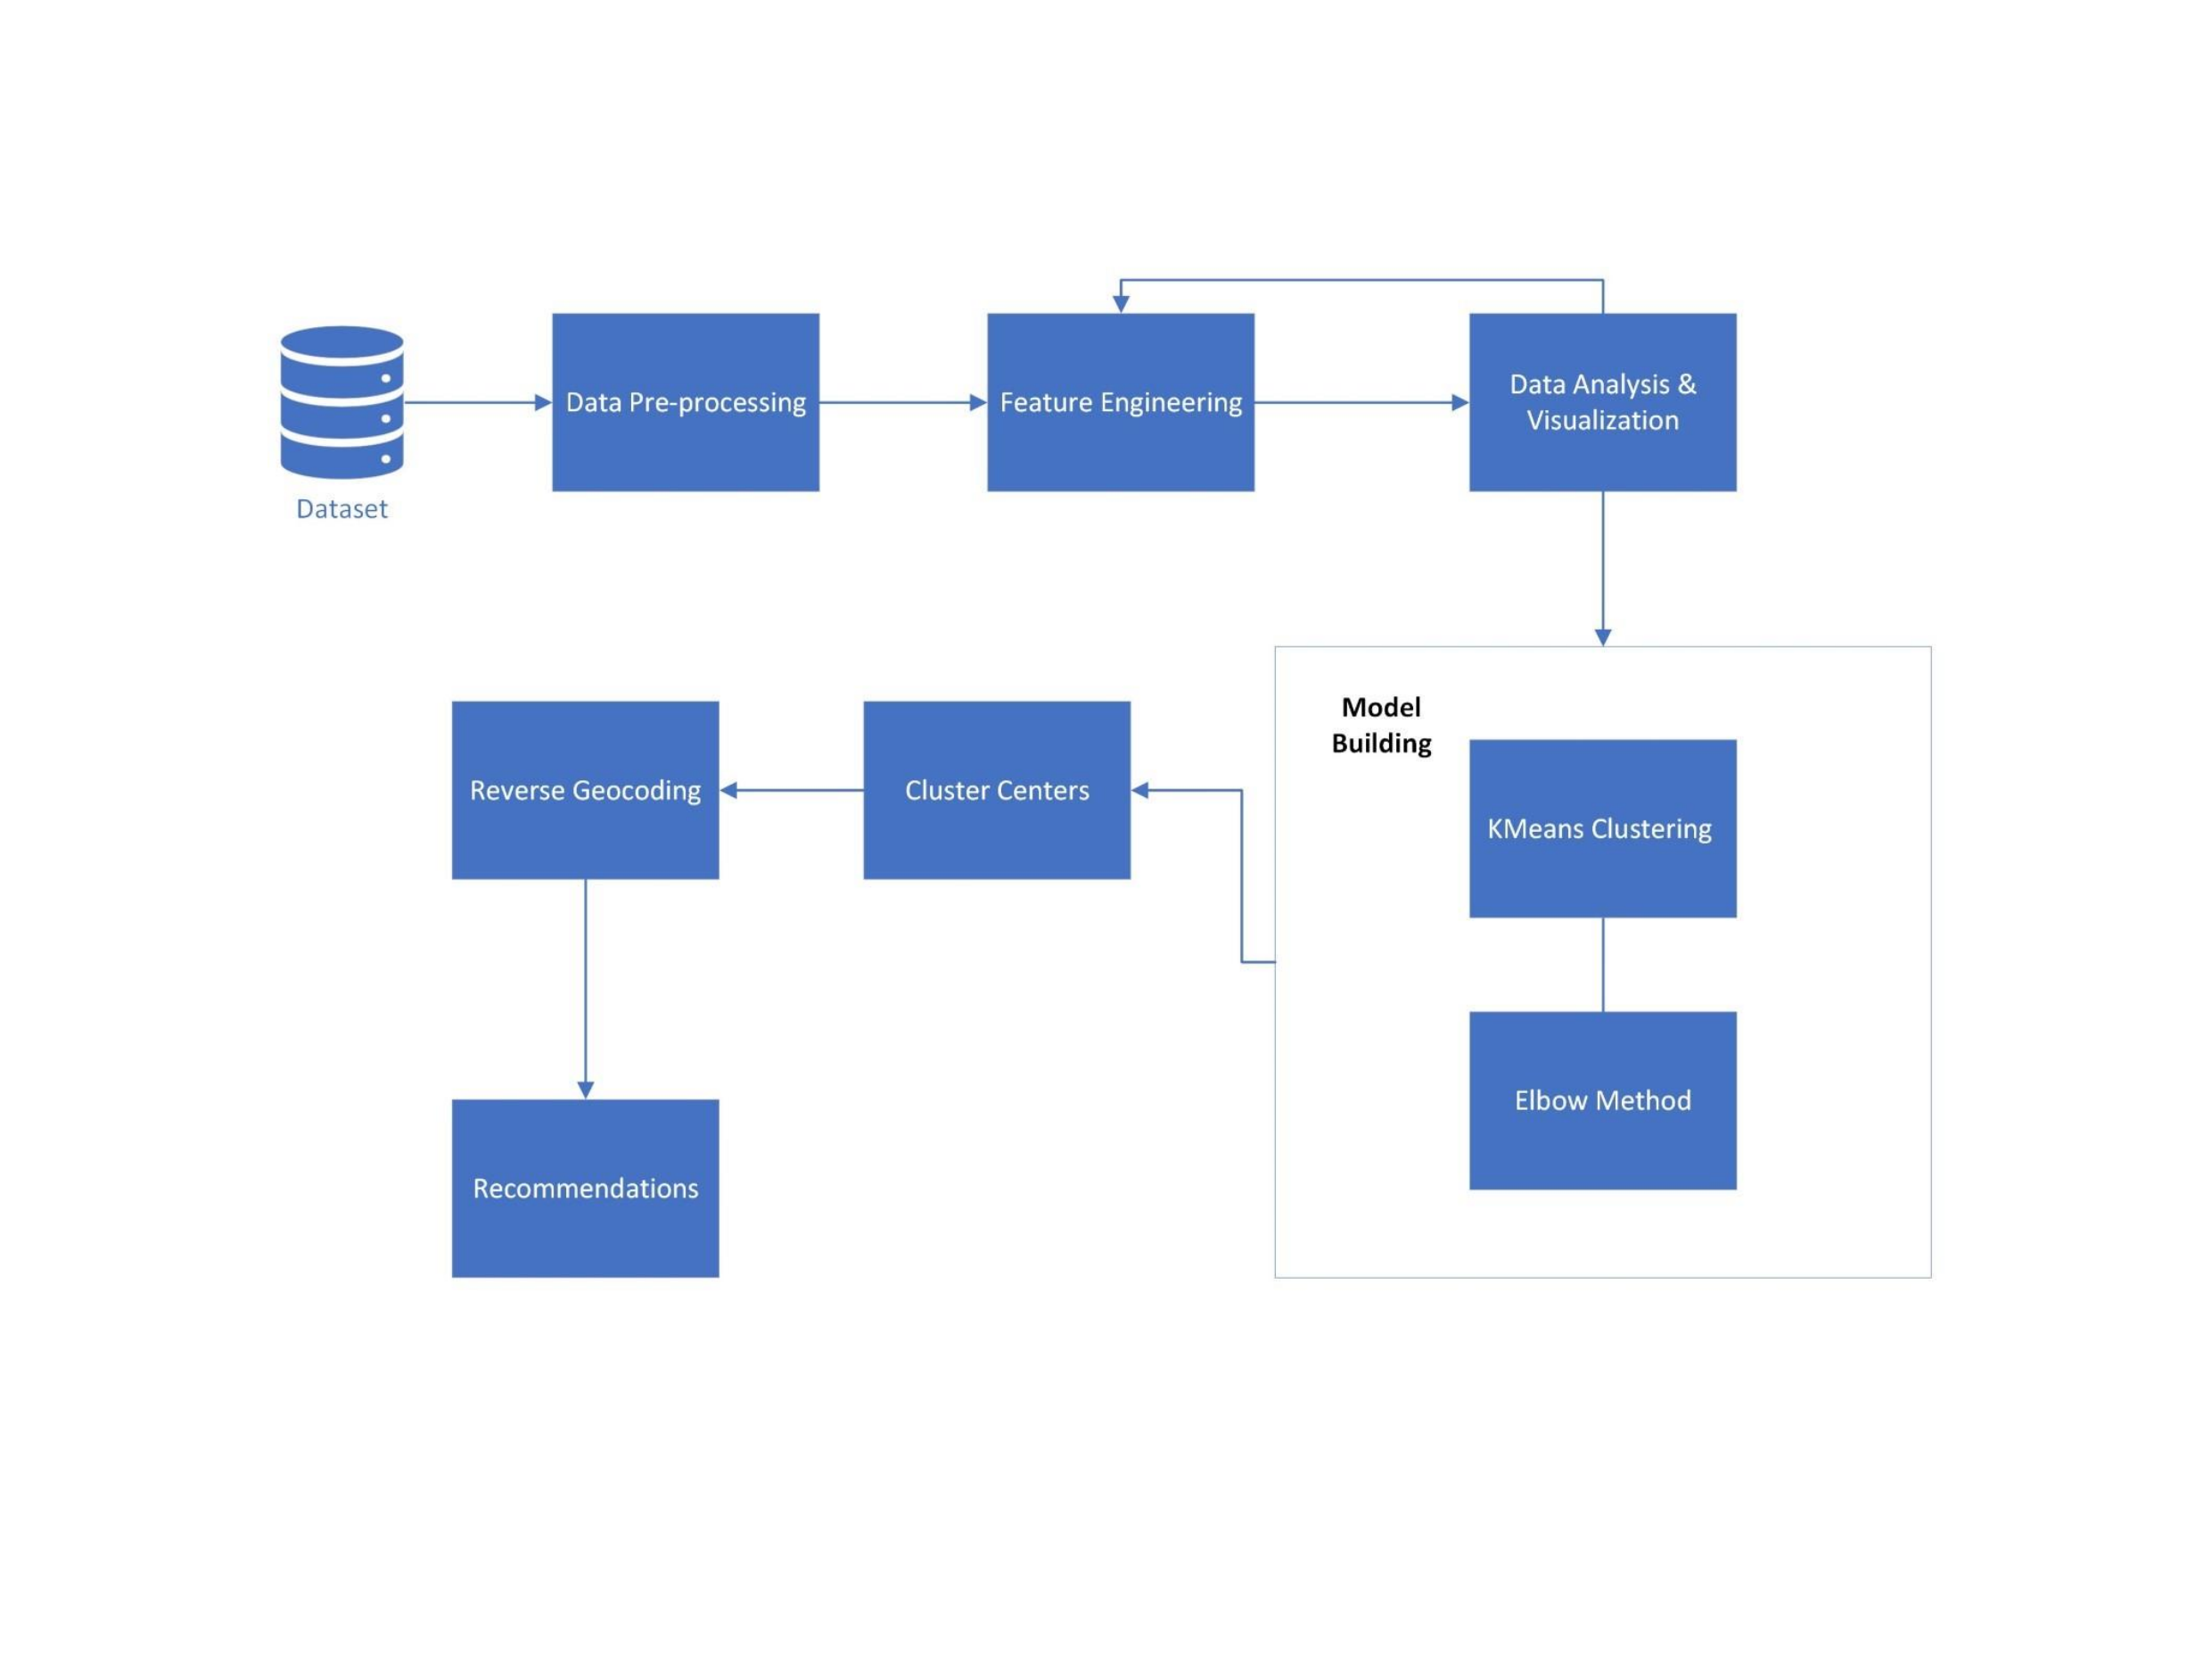 Dataset
Data Pre-processing
Feature Engineering
Data Analysis &
Visualization
Model
Building
KMeans Clustering
Elbow Method
Cluster Centers
Reverse Geocoding
Recommendations